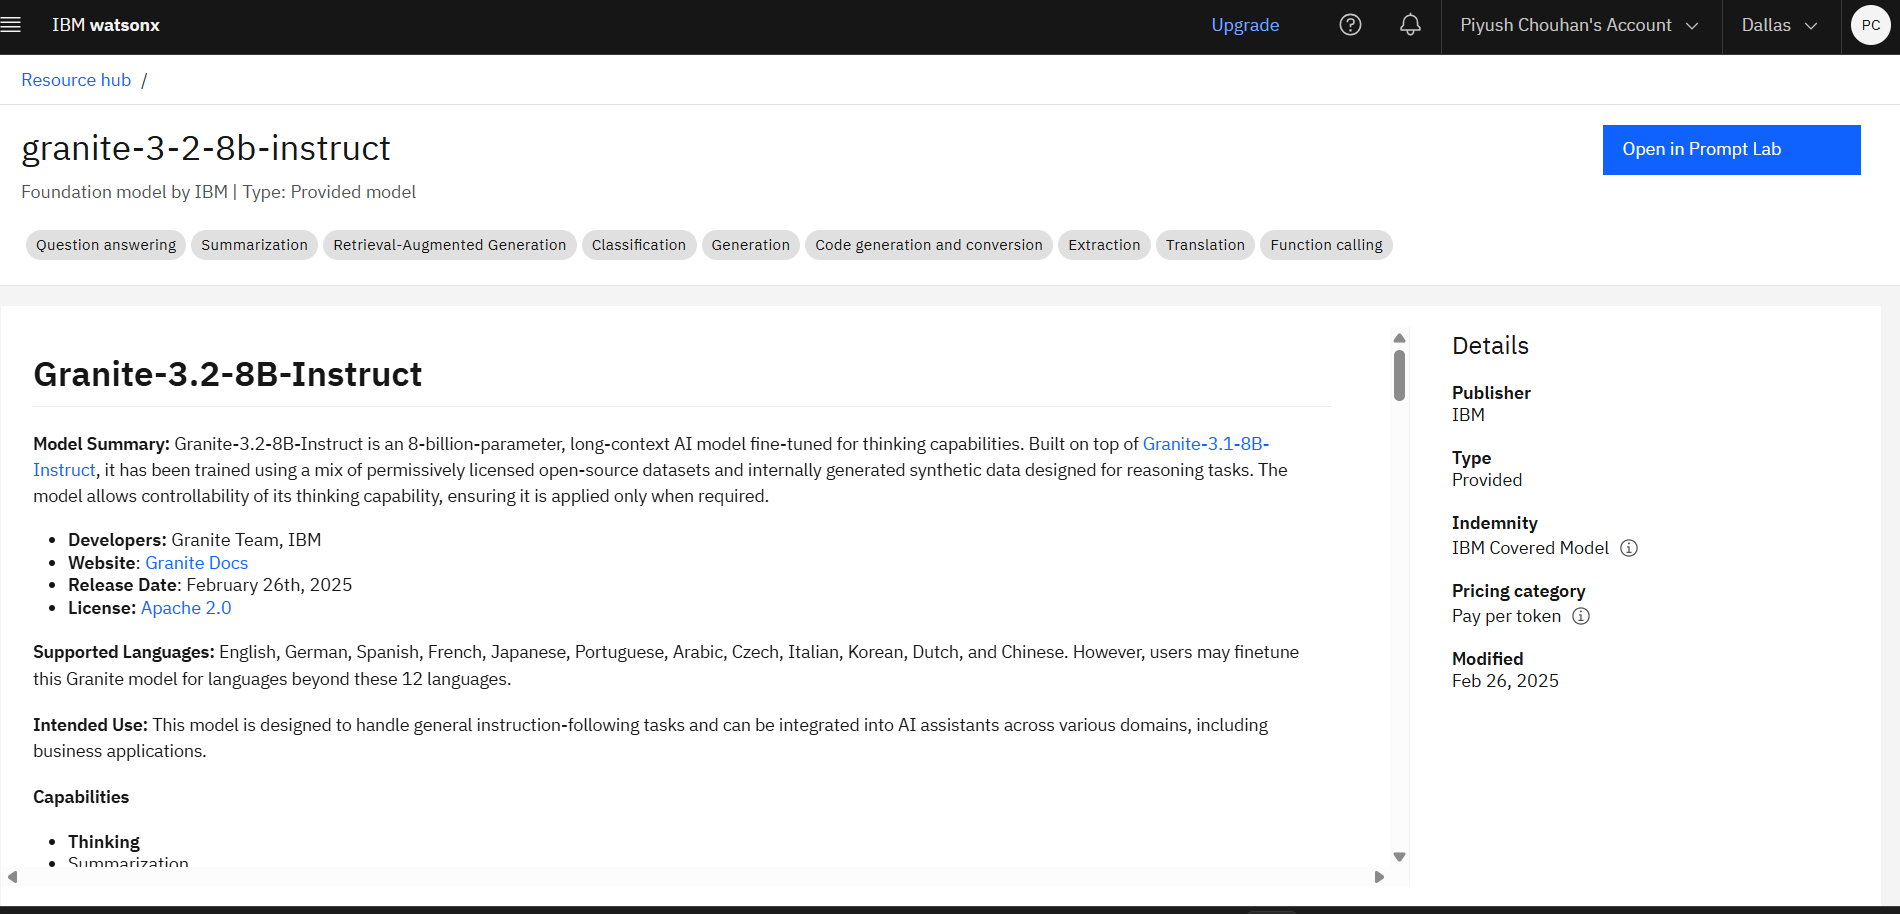 IBM watsonx
Upgrade
Piyush Chouhan's Account
Dallas
PC
Resource hub /
granite-3-2-8b-instruct
Open in Prompt Lab
Foundation model by IBM | Type: Provided model
Question answering
Summarization
Retrieval-Augmented Generation
Classification
Generation
Code generation and conversion
Extraction
Translation
Function calling
Granite-3.2-8B-Instruct
Model Summary: Granite-3.2-8B-Instruct is an 8-billion-parameter, long-context AI model fine-tuned for thinking capabilities. Built on top of Granite-3.1-8B-
Instruct, it has been trained using a mix of permissively licensed open-source datasets and internally generated synthetic data designed for reasoning tasks. The
model allows controllability of its thinking capability, ensuring it is applied only when required.
• Developers: Granite Team, IBM
• Website: Granite Docs
• Release Date: February 26th, 2025
• License: Apache 2.0
Supported Languages: English, German, Spanish, French, Japanese, Portuguese, Arabic, Czech, Italian, Korean, Dutch, and Chinese. However, users may finetune
this Granite model for languages beyond these 12 languages.
Intended Use: This model is designed to handle general instruction-following tasks and can be integrated into AI assistants across various domains, including
business applications.
Capabilities
• Thinking
• Summarization
Details
Publisher
IBM
Type
Provided
Indemnity
IBM Covered Model
Pricing category
Pay per token
Modified
Feb 26, 2025